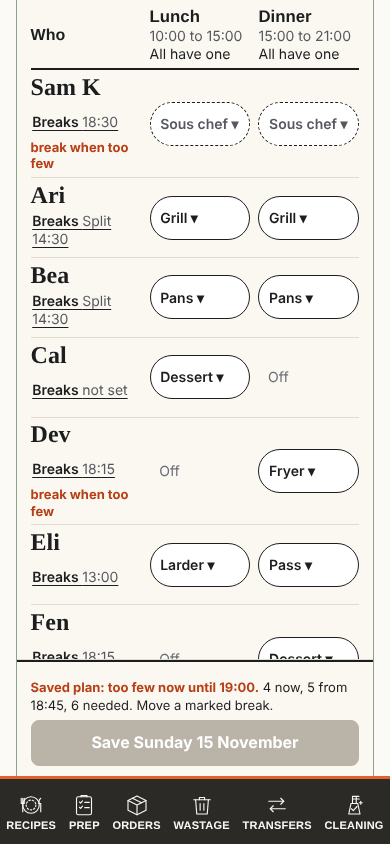 Who
Lunch
10:00 to 15:00
All have one
Dinner
15:00 to 21:00
All have one
Sam K
Breaks 18:30
break when too
few
Sous chef ▾
Sous chef ▾
Ari
Breaks Split
14:30
Grill ▾
Grill ▾
Bea
Breaks Split
14:30
Pans ▾
Pans ▾
Cal
Breaks not set
Dessert ▾
Off
Dev
Breaks 18:15
break when too
few
Off
Fryer ▾
Eli
Breaks 13:00
Larder ▾
Pass ▾
Fen
Breaks 18:15
Off
Dessert ▾
Saved plan: too few now until 19:00. 4 now, 5 from
18:45, 6 needed. Move a marked break.
Save Sunday 15 November
RECIPES
PREP
ORDERS
WASTAGE
TRANSFERS
CLEANING